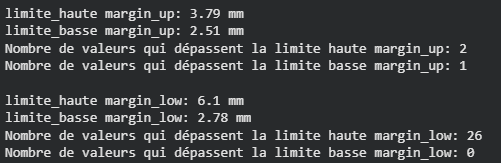 limite_haute margin_up: 3.79 mm
limite_basse margin_up: 2.51 mm
Nombre de valeurs qui dépassent la limite haute margin_up: 2
Nombre de valeurs qui dépassent la limite basse margin_up: 1
limite_haute margin_low: 6.1 mm
limite_basse margin_low: 2.78 mm
Nombre de valeurs qui dépassent la limite haute margin_low: 26
Nombre de valeurs qui dépassent la limite basse margin_low: 0